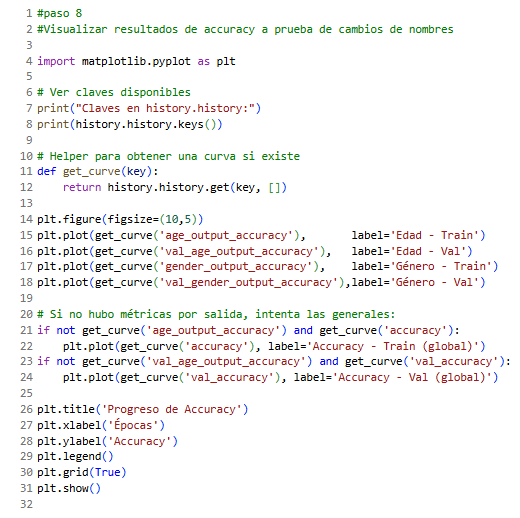 1 #paso 8
2 #Visualizar resultados de accuracy a prueba de cambios de nombres
3
4 import matplotlib.pyplot as plt
5
6 # Ver claves disponibles
7 print("Claves en history.history:")
8 print(history.history.keys())
9
10 # Helper para obtener una curva si existe
11 def get_curve(key):
12     return history.history.get(key, [])
13
14 plt.figure(figsize=(10,5))
15 plt.plot(get_curve('age_output_accuracy'),       label='Edad - Train')
16 plt.plot(get_curve('val_age_output_accuracy'),   label='Edad - Val')
17 plt.plot(get_curve('gender_output_accuracy'),    label='Género - Train')
18 plt.plot(get_curve('val_gender_output_accuracy'),label='Género - Val')
19
20 # Si no hubo métricas por salida, intenta las generales:
21 if not get_curve('age_output_accuracy') and get_curve('accuracy'):
22     plt.plot(get_curve('accuracy'), label='Accuracy - Train (global)')
23 if not get_curve('val_age_output_accuracy') and get_curve('val_accuracy'):
24     plt.plot(get_curve('val_accuracy'), label='Accuracy - Val (global)')
25
26 plt.title('Progreso de Accuracy')
27 plt.xlabel('Épocas')
28 plt.ylabel('Accuracy')
29 plt.legend()
30 plt.grid(True)
31 plt.show()
32